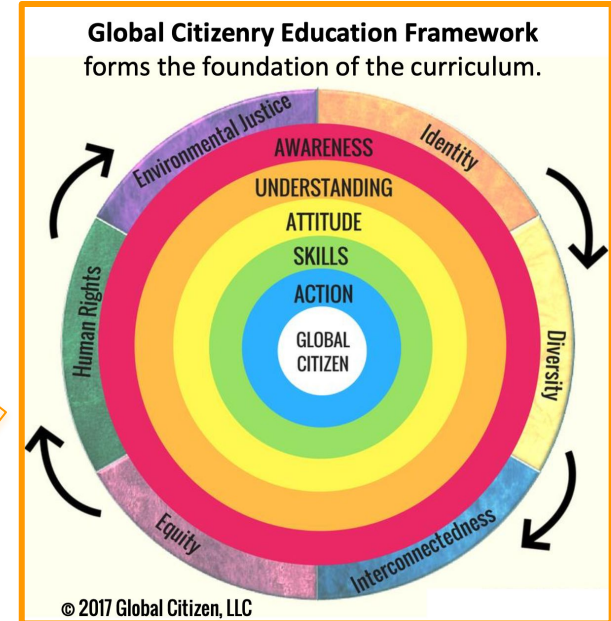 Global Citizenry Education Framework
forms the foundation of the curriculum.
Environmental Justice
Identity
AWARENESS
UNDERSTANDING
ATTITUDE
SKILLS
ACTION
GLOBAL
CITIZEN
Human Rights
Diversity
Equity
Interconnectedness
© 2017 Global Citizen, LLC